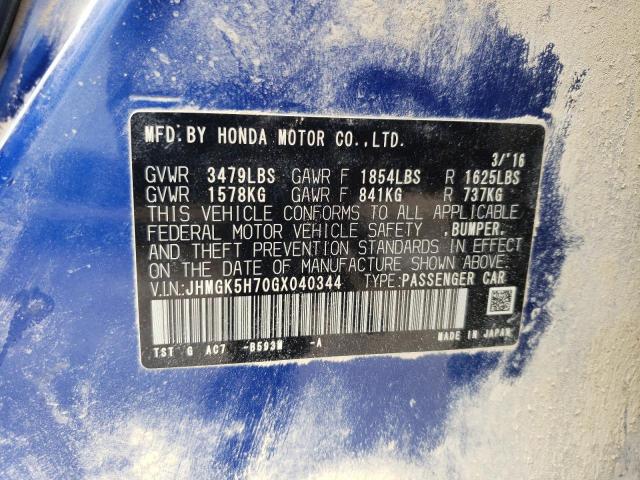 MFD.BY HONDA MOTOR CO.,LTD.
3/'16
GVWR 3479LBS GAWR F 1854LBS R 1625LBS
GVWR 1578KG GAWR F 841KG R 737KG
THIS VEHICLE CONFORMS TO ALL APPLICABLE
FEDERAL MOTOR VEHICLE SAFETY ,BUMPER,
AND THEFT PREVENTION STANDARDS IN EFFECT
ON THE DATE OF MANUFACTURE SHOWN ABOVE.
V.I.N:JHMGK5H70GX040344 TYPE:PASSENGER CAR
MADE IN JAPAN
TST G AC7 -B593M -A